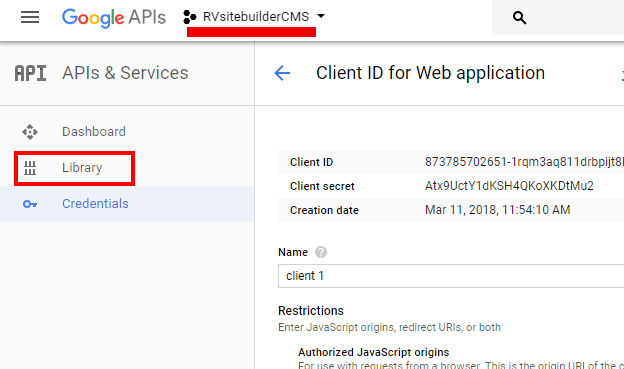 Google APIs RVsitebuilderCMS
API APIs & Services
Client ID for Web application
Dashboard
Library
Credentials
Client ID 873785702651-1rqm3aq811drbpijt8
Client secret Atx9UctY1dKSH4QKoXKDtMu2
Creation date Mar 11, 2018, 11:54:10 AM
Name ?
client 1
Restrictions
Enter JavaScript origins, redirect URIs, or both
Authorized JavaScript origins
For use with requests from a browser. This is the origin URI of the